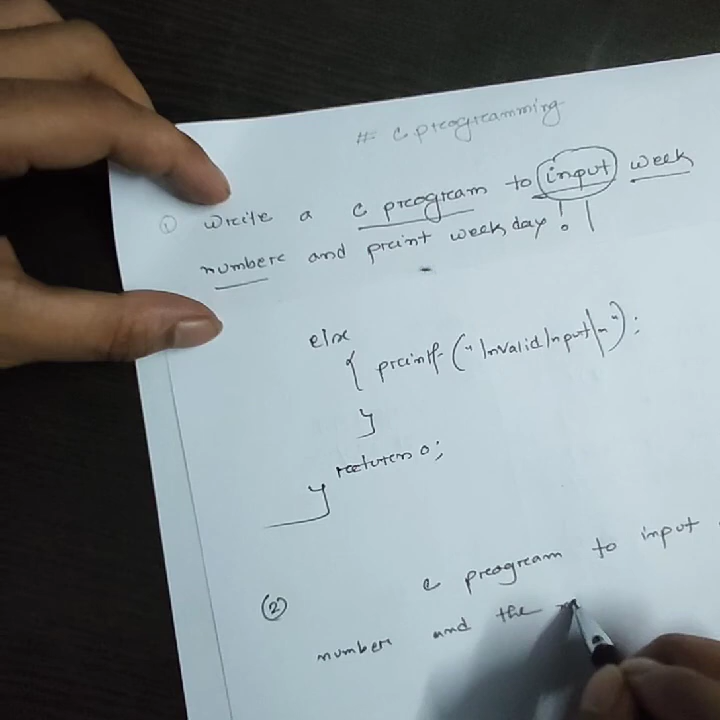 # C programming
① Write a C program to input week
number and print week day!
else
{ printf("Invalid Input\n");
}
return 0;
}
② C program to input
number and the